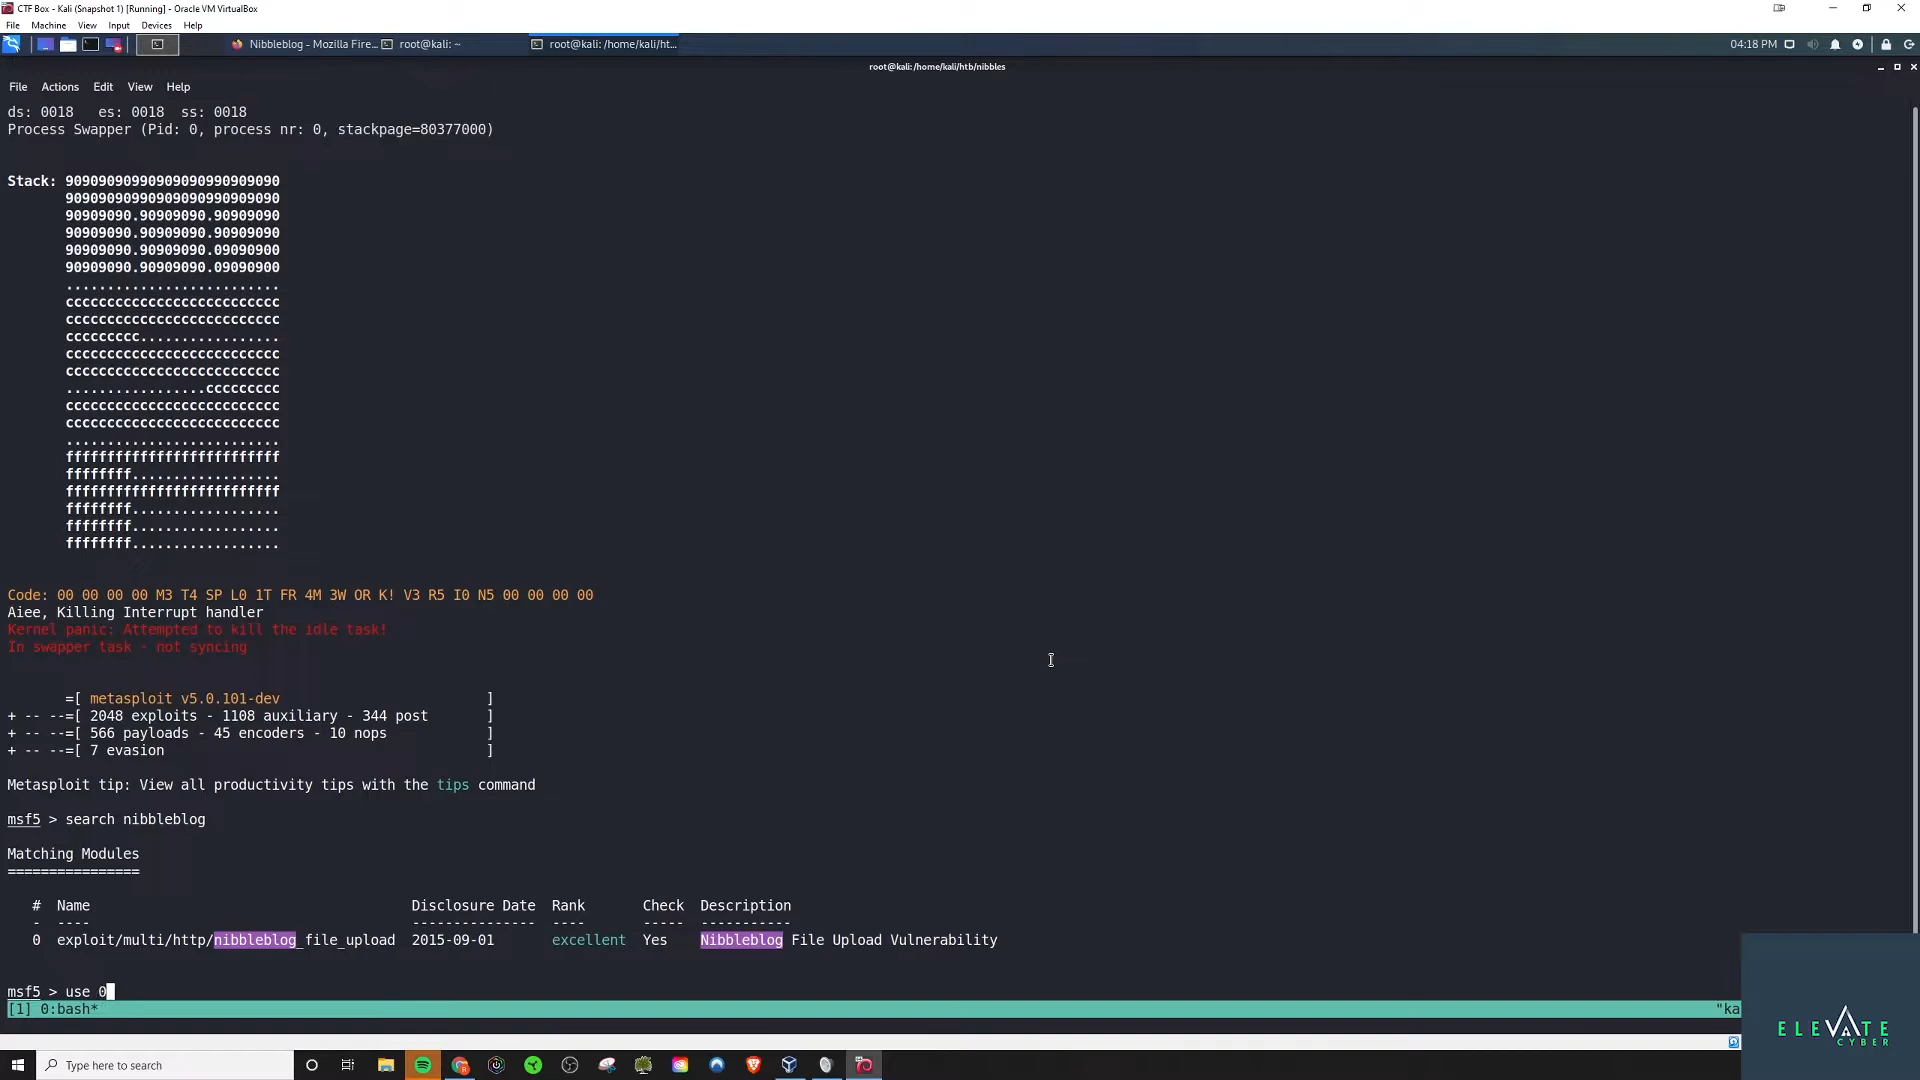 CTF Box - Kali (Snapshot 1) [Running] - Oracle VM VirtualBox
File Machine View Input Devices Help
Nibbleblog - Mozilla Fire... root@kali: ~ root@kali: /home/kali/ht... 04:18 PM
root@kali: /home/kali/htb/nibbles
File Actions Edit View Help
ds: 0018   es: 0018  ss: 0018
Process Swapper (Pid: 0, process nr: 0, stackpage=80377000)
Stack: 90909090990909090990909090
90909090990909090990909090
90909090.90909090.90909090
90909090.90909090.90909090
90909090.90909090.09090900
90909090.90909090.09090900
..........................
cccccccccccccccccccccccccc
cccccccccccccccccccccccccc
ccccccccc.................
cccccccccccccccccccccccccc
cccccccccccccccccccccccccc
.................ccccccccc
cccccccccccccccccccccccccc
cccccccccccccccccccccccccc
..........................
ffffffffffffffffffffffffff
ffffffff..................
ffffffffffffffffffffffffff
ffffffff..................
ffffffff..................
ffffffff..................
Code: 00 00 00 00 M3 T4 SP L0 1T FR 4M 3W OR K! V3 R5 I0 N5 00 00 00 00
Aiee, Killing Interrupt handler
Kernel panic: Attempted to kill the idle task!
In swapper task - not syncing
=[ metasploit v5.0.101-dev                         ]
+ -- --=[ 2048 exploits - 1108 auxiliary - 344 post       ]
+ -- --=[ 566 payloads - 45 encoders - 10 nops            ]
+ -- --=[ 7 evasion                                       ]
Metasploit tip: View all productivity tips with the tips command
msf5 > search nibbleblog
Matching Modules
================
#  Name                                     Disclosure Date  Rank       Check  Description
-  ----                                     ---------------  ----       -----  -----------
0  exploit/multi/http/nibbleblog_file_upload  2015-09-01       excellent  Yes    Nibbleblog File Upload Vulnerability
msf5 > use 0
[1] 0:bash* "ka
ELEVATE
CYBER
Type here to search